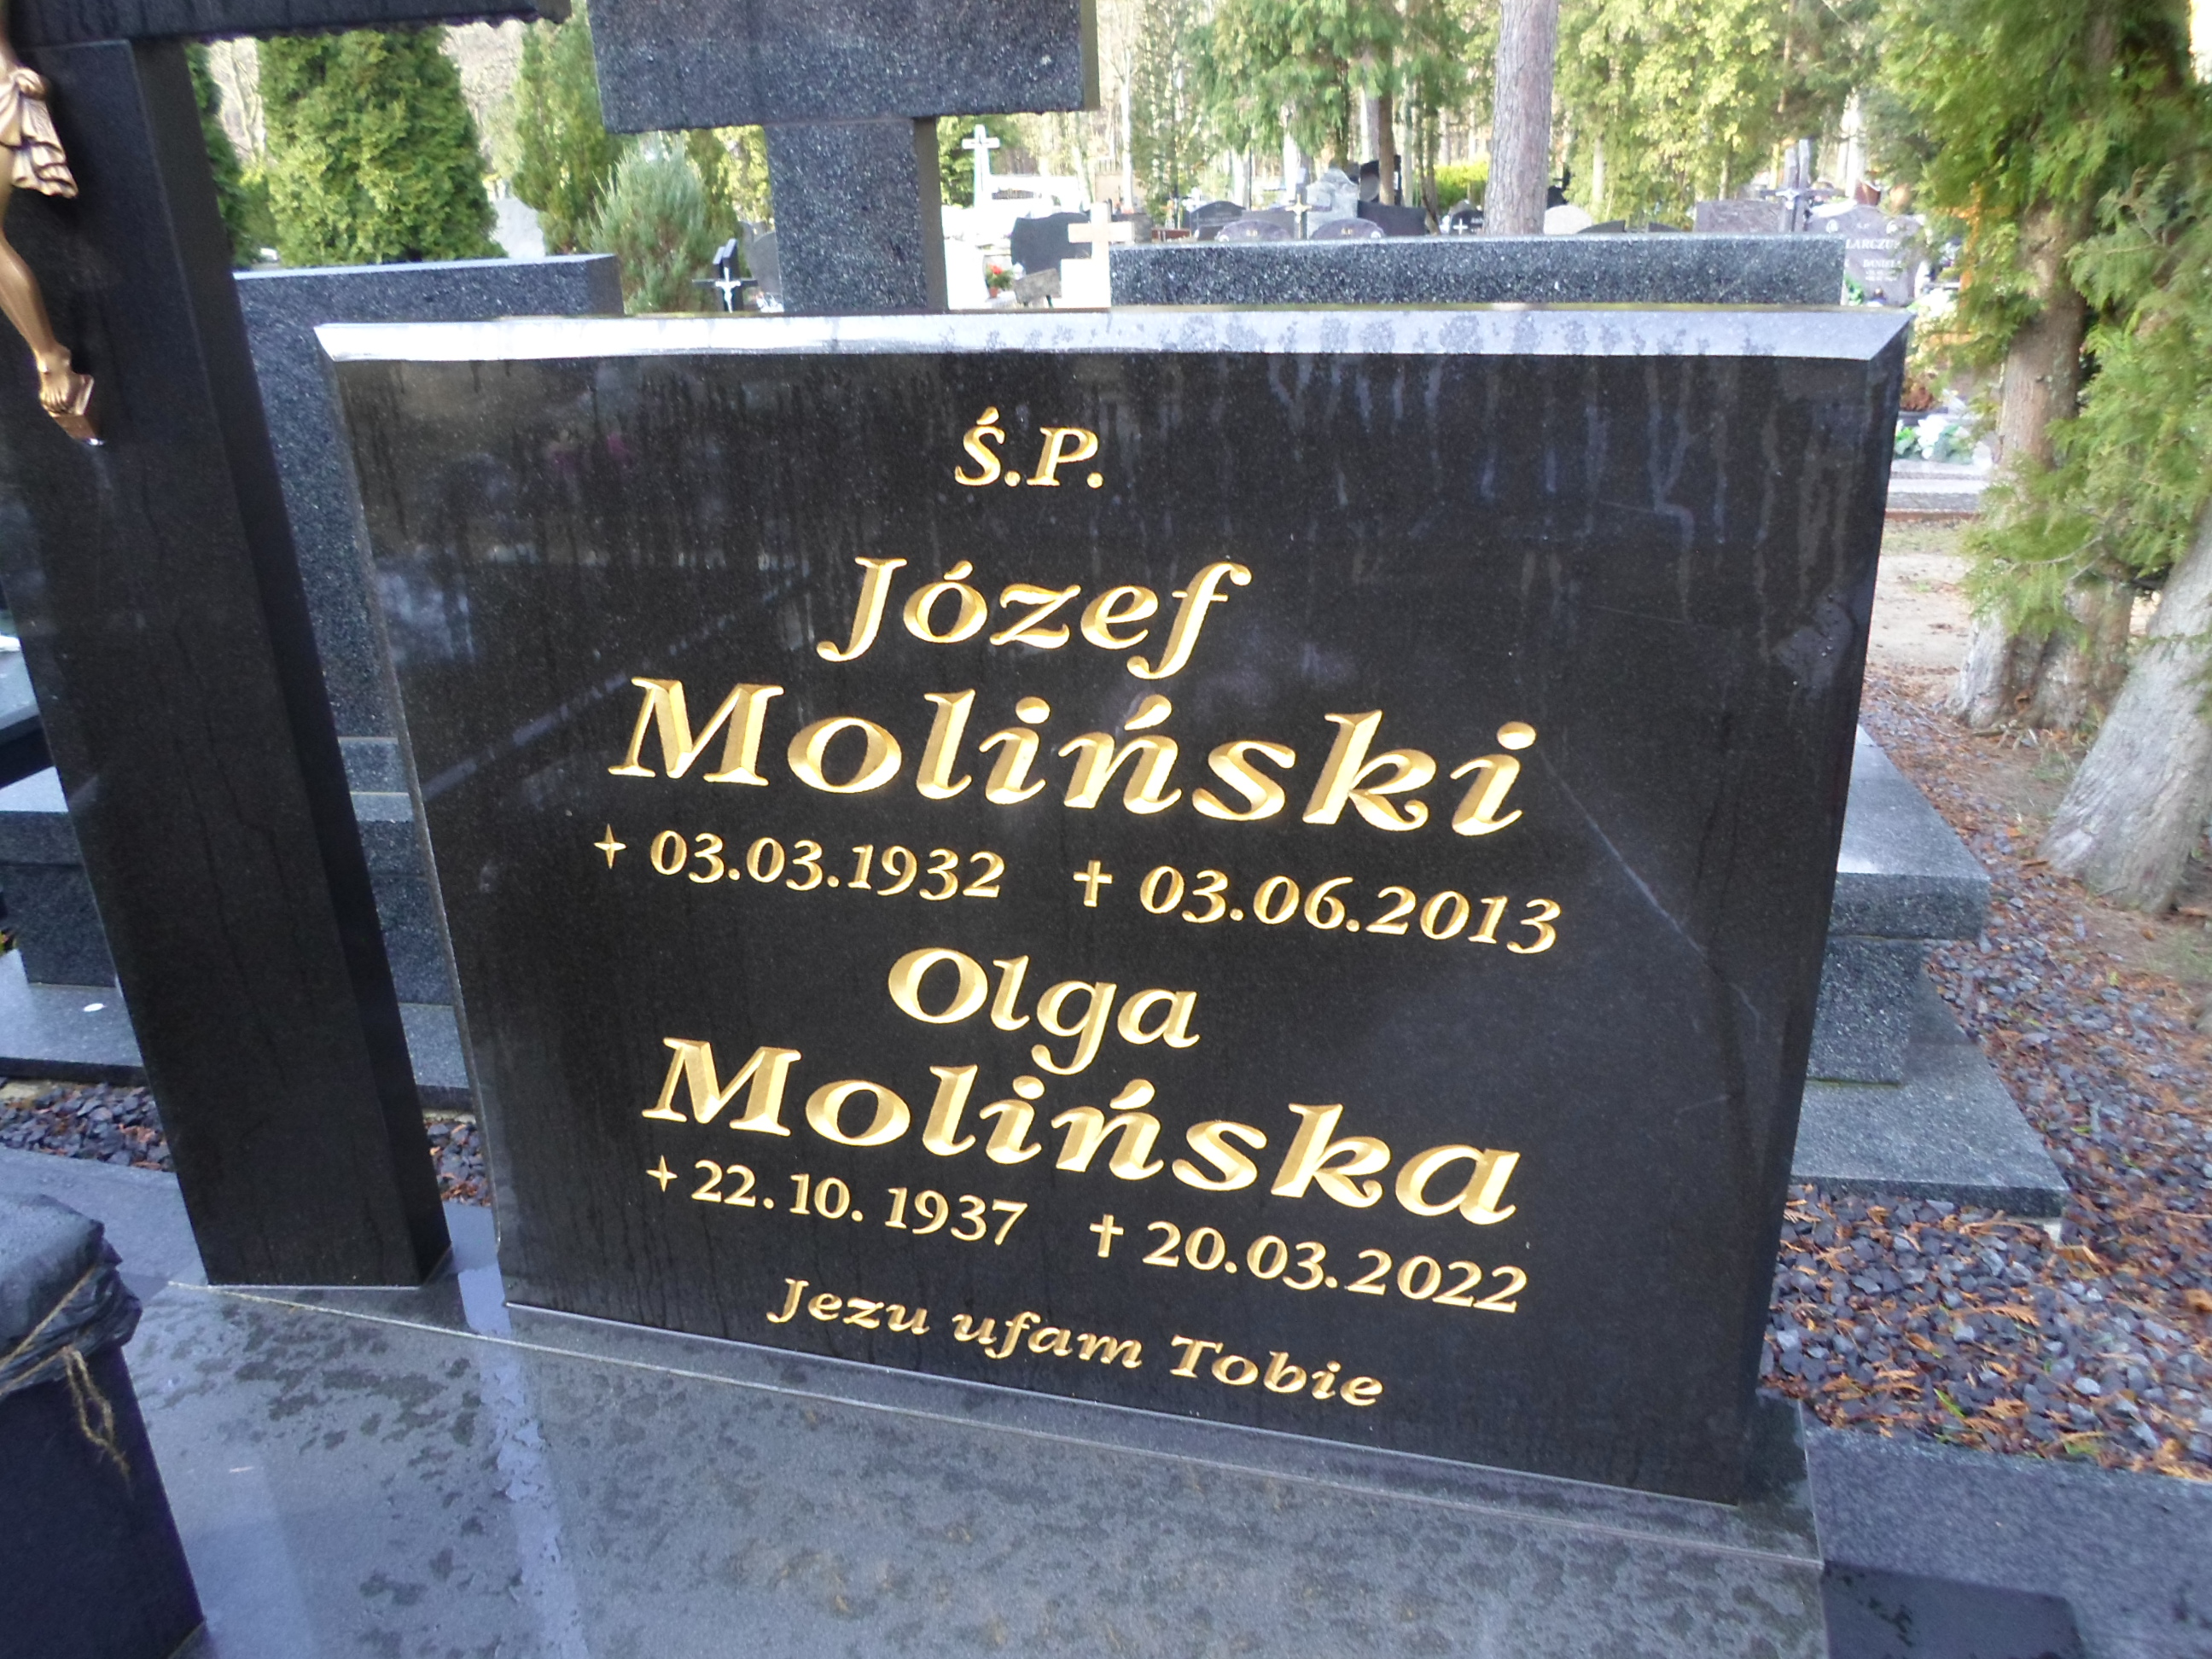 Ś.P.
Józef
Moliński
+ 03.03.1932 † 03.06.2013
Olga
Molińska
+ 22.10.1937 † 20.03.2022
Jezu ufam Tobie